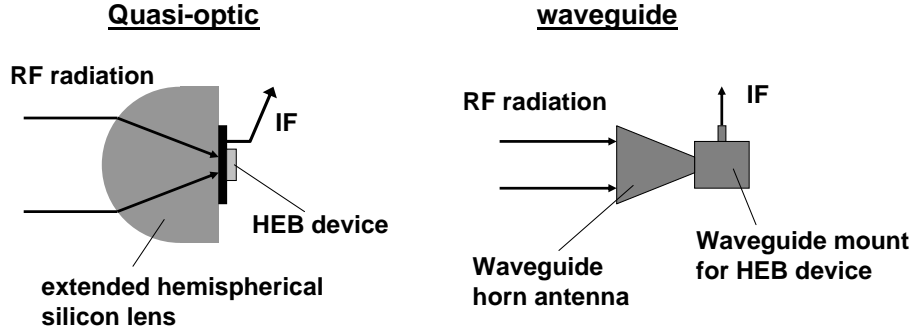 Quasi-optic
RF radiation
IF
HEB device
extended hemispherical
silicon lens
waveguide
RF radiation
IF
Waveguide
horn antenna
Waveguide mount
for HEB device